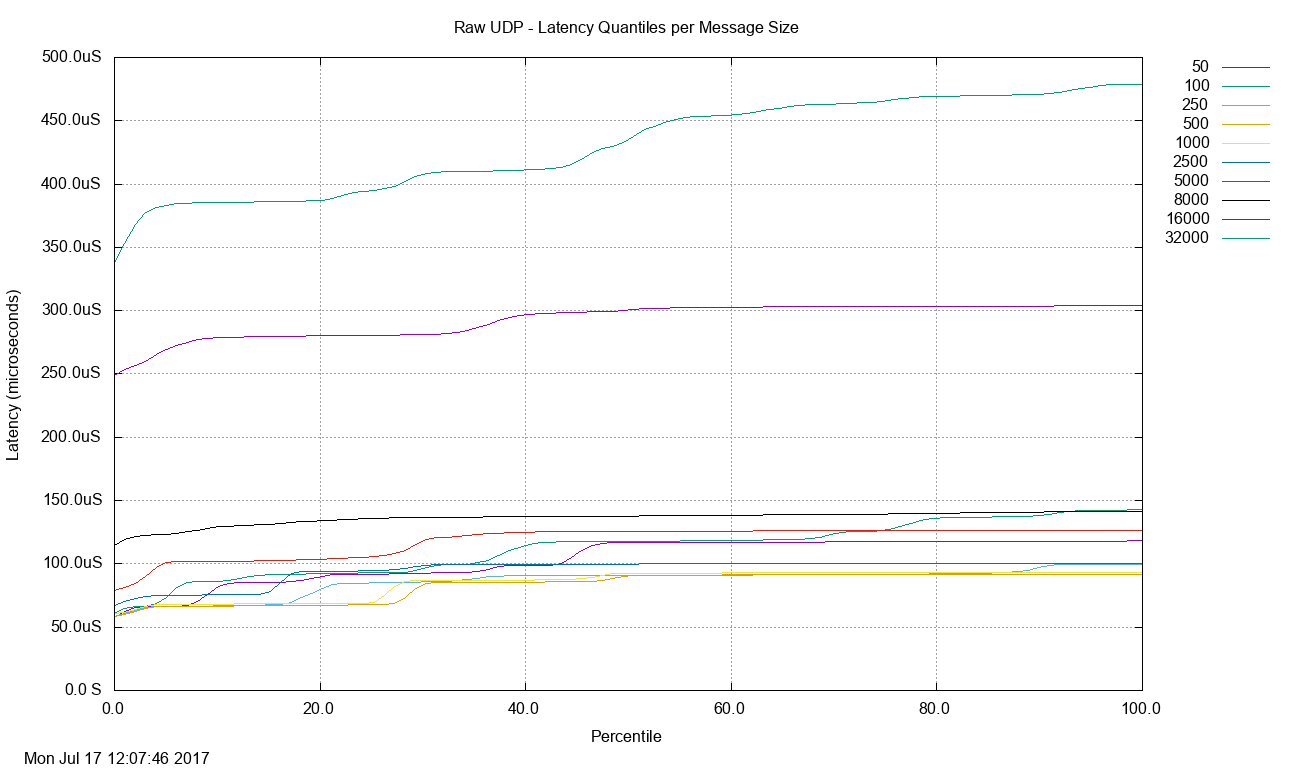 Raw UDP - Latency Quantiles per Message Size
500.0uS
450.0uS
400.0uS
350.0uS
300.0uS
250.0uS
200.0uS
150.0uS
100.0uS
50.0uS
0.0 S
Latency (microseconds)
0.0 20.0 40.0 60.0 80.0 100.0
Percentile
50
100
250
500
1000
2500
5000
8000
16000
32000
Mon Jul 17 12:07:46 2017